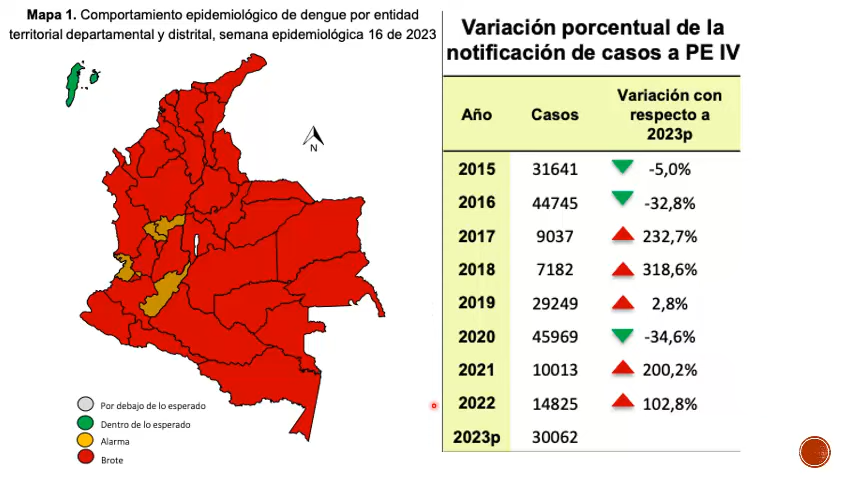 Mapa 1. Comportamiento epidemiológico de dengue por entidad
territorial departamental y distrital, semana epidemiológica 16 de 2023
N
Por debajo de lo esperado
Dentro de lo esperado
Alarma
Brote
Variación porcentual de la
notificación de casos a PE IV
Año Casos Variación con respecto a 2023p
2015 31641 -5,0%
2016 44745 -32,8%
2017 9037 232,7%
2018 7182 318,6%
2019 29249 2,8%
2020 45969 -34,6%
2021 10013 200,2%
2022 14825 102,8%
2023p 30062